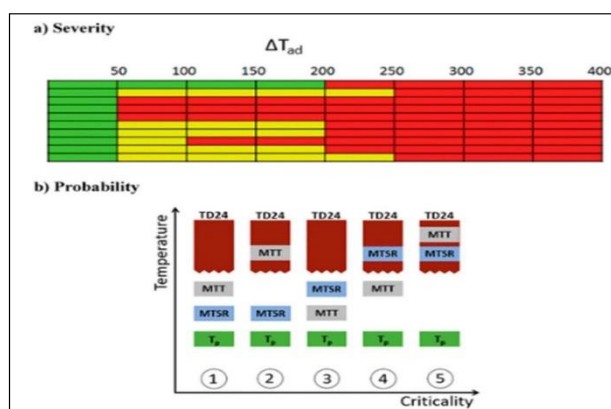 a) Severity
ΔTad
50 100 150 200 250 300 350 400
b) Probability
Temperature
TD24 TD24 TD24 TD24 TD24
MTT
MTT MTSR MTSR
MTT MTSR MTT
MTSR MTSR MTT
Tp Tp Tp Tp Tp
1 2 3 4 5
Criticality